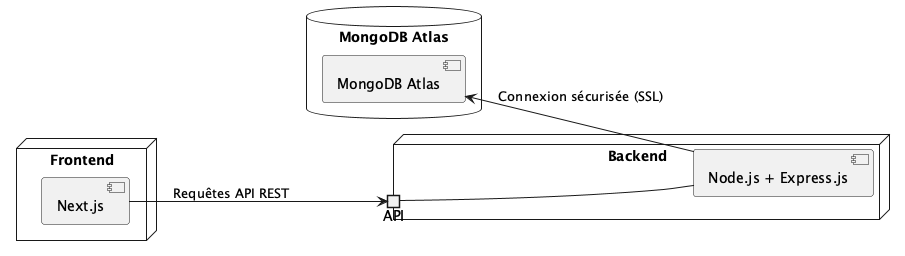 MongoDB Atlas
MongoDB Atlas
Connexion sécurisée (SSL)
Frontend
Next.js
Requêtes API REST
Backend
Node.js + Express.js
API